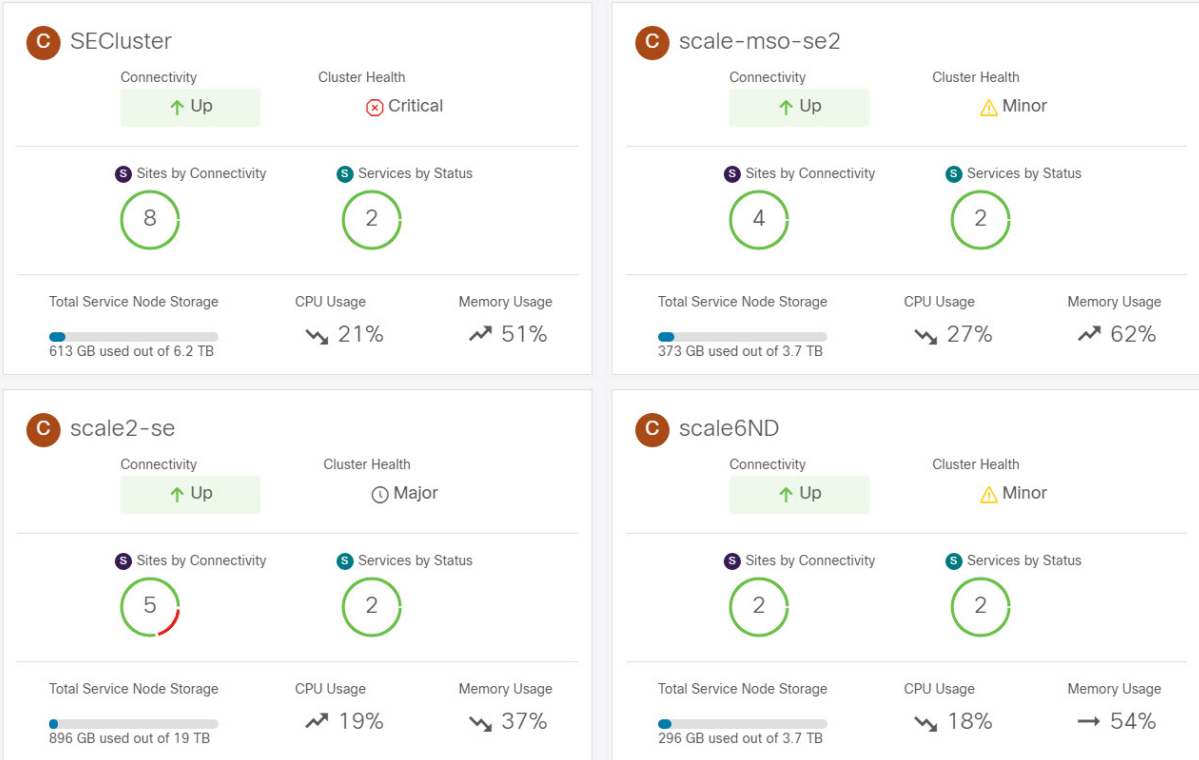 C SECluster
Connectivity Cluster Health
Up Critical
S Sites by Connectivity S Services by Status
8 2
Total Service Node Storage CPU Usage Memory Usage
21% 51%
613 GB used out of 6.2 TB
C scale-mso-se2
Connectivity Cluster Health
Up Minor
S Sites by Connectivity S Services by Status
4 2
Total Service Node Storage CPU Usage Memory Usage
27% 62%
373 GB used out of 3.7 TB
C scale2-se
Connectivity Cluster Health
Up Major
S Sites by Connectivity S Services by Status
5 2
Total Service Node Storage CPU Usage Memory Usage
19% 37%
896 GB used out of 19 TB
C scale6ND
Connectivity Cluster Health
Up Minor
S Sites by Connectivity S Services by Status
2 2
Total Service Node Storage CPU Usage Memory Usage
18% 54%
296 GB used out of 3.7 TB